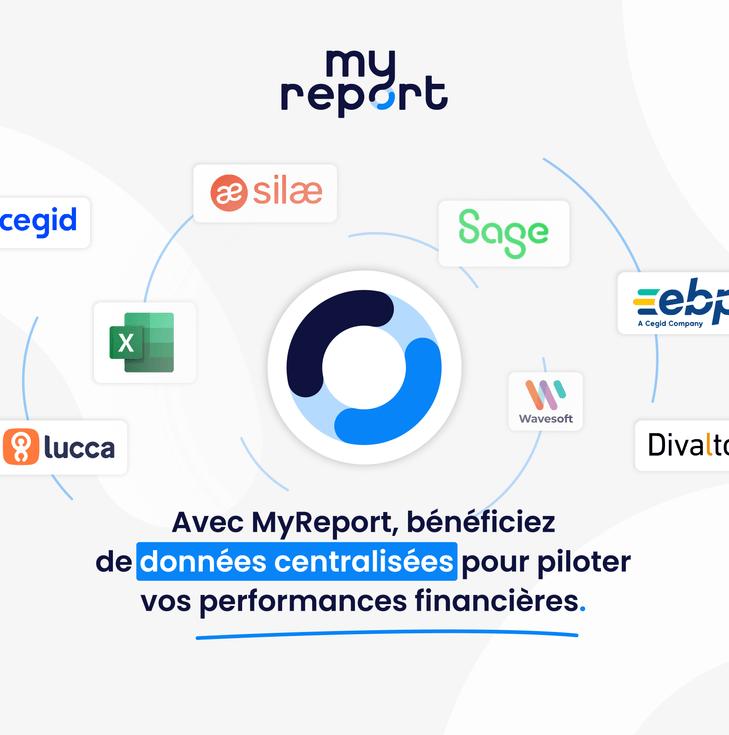 my
report
silae
cegid
Sage
ebp
A Cegid Company
X
Wavesoft
lucca
Divalto
Avec MyReport, bénéficiez
de données centralisées pour piloter
vos performances financières.